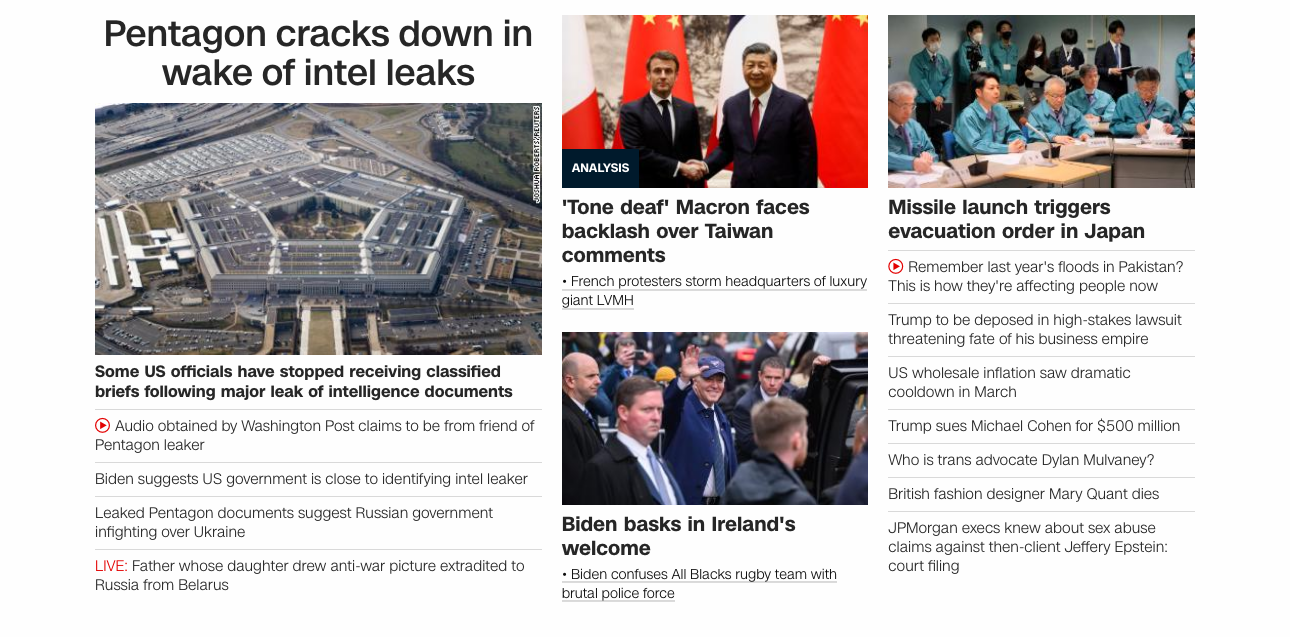 Pentagon cracks down in
wake of intel leaks
JOSHUA ROBERTS/REUTERS
Some US officials have stopped receiving classified
briefs following major leak of intelligence documents
Audio obtained by Washington Post claims to be from friend of
Pentagon leaker
Biden suggests US government is close to identifying intel leaker
Leaked Pentagon documents suggest Russian government
infighting over Ukraine
LIVE: Father whose daughter drew anti-war picture extradited to
Russia from Belarus
ANALYSIS
'Tone deaf' Macron faces
backlash over Taiwan
comments
• French protesters storm headquarters of luxury
giant LVMH
Biden basks in Ireland's
welcome
• Biden confuses All Blacks rugby team with
brutal police force
Missile launch triggers
evacuation order in Japan
Remember last year's floods in Pakistan?
This is how they're affecting people now
Trump to be deposed in high-stakes lawsuit
threatening fate of his business empire
US wholesale inflation saw dramatic
cooldown in March
Trump sues Michael Cohen for $500 million
Who is trans advocate Dylan Mulvaney?
British fashion designer Mary Quant dies
JPMorgan execs knew about sex abuse
claims against then-client Jeffery Epstein:
court filing